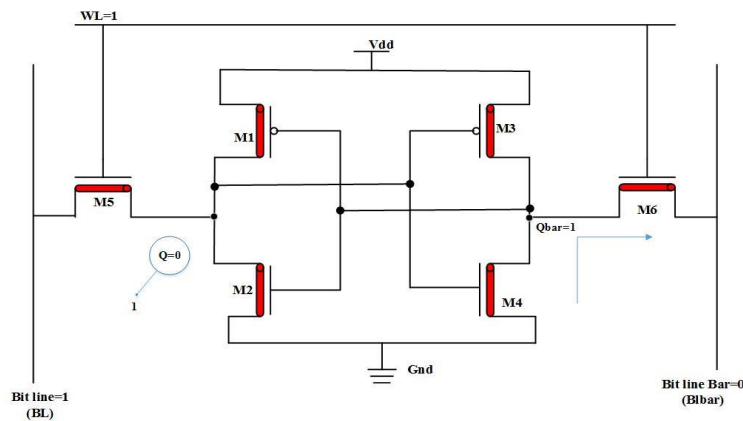 WL=1
Vdd
M1
M3
M5
M6
Qbar=1
Q=0
1
M2
M4
Gnd
Bit line=1
(BL)
Bit line Bar=0
(Blbar)